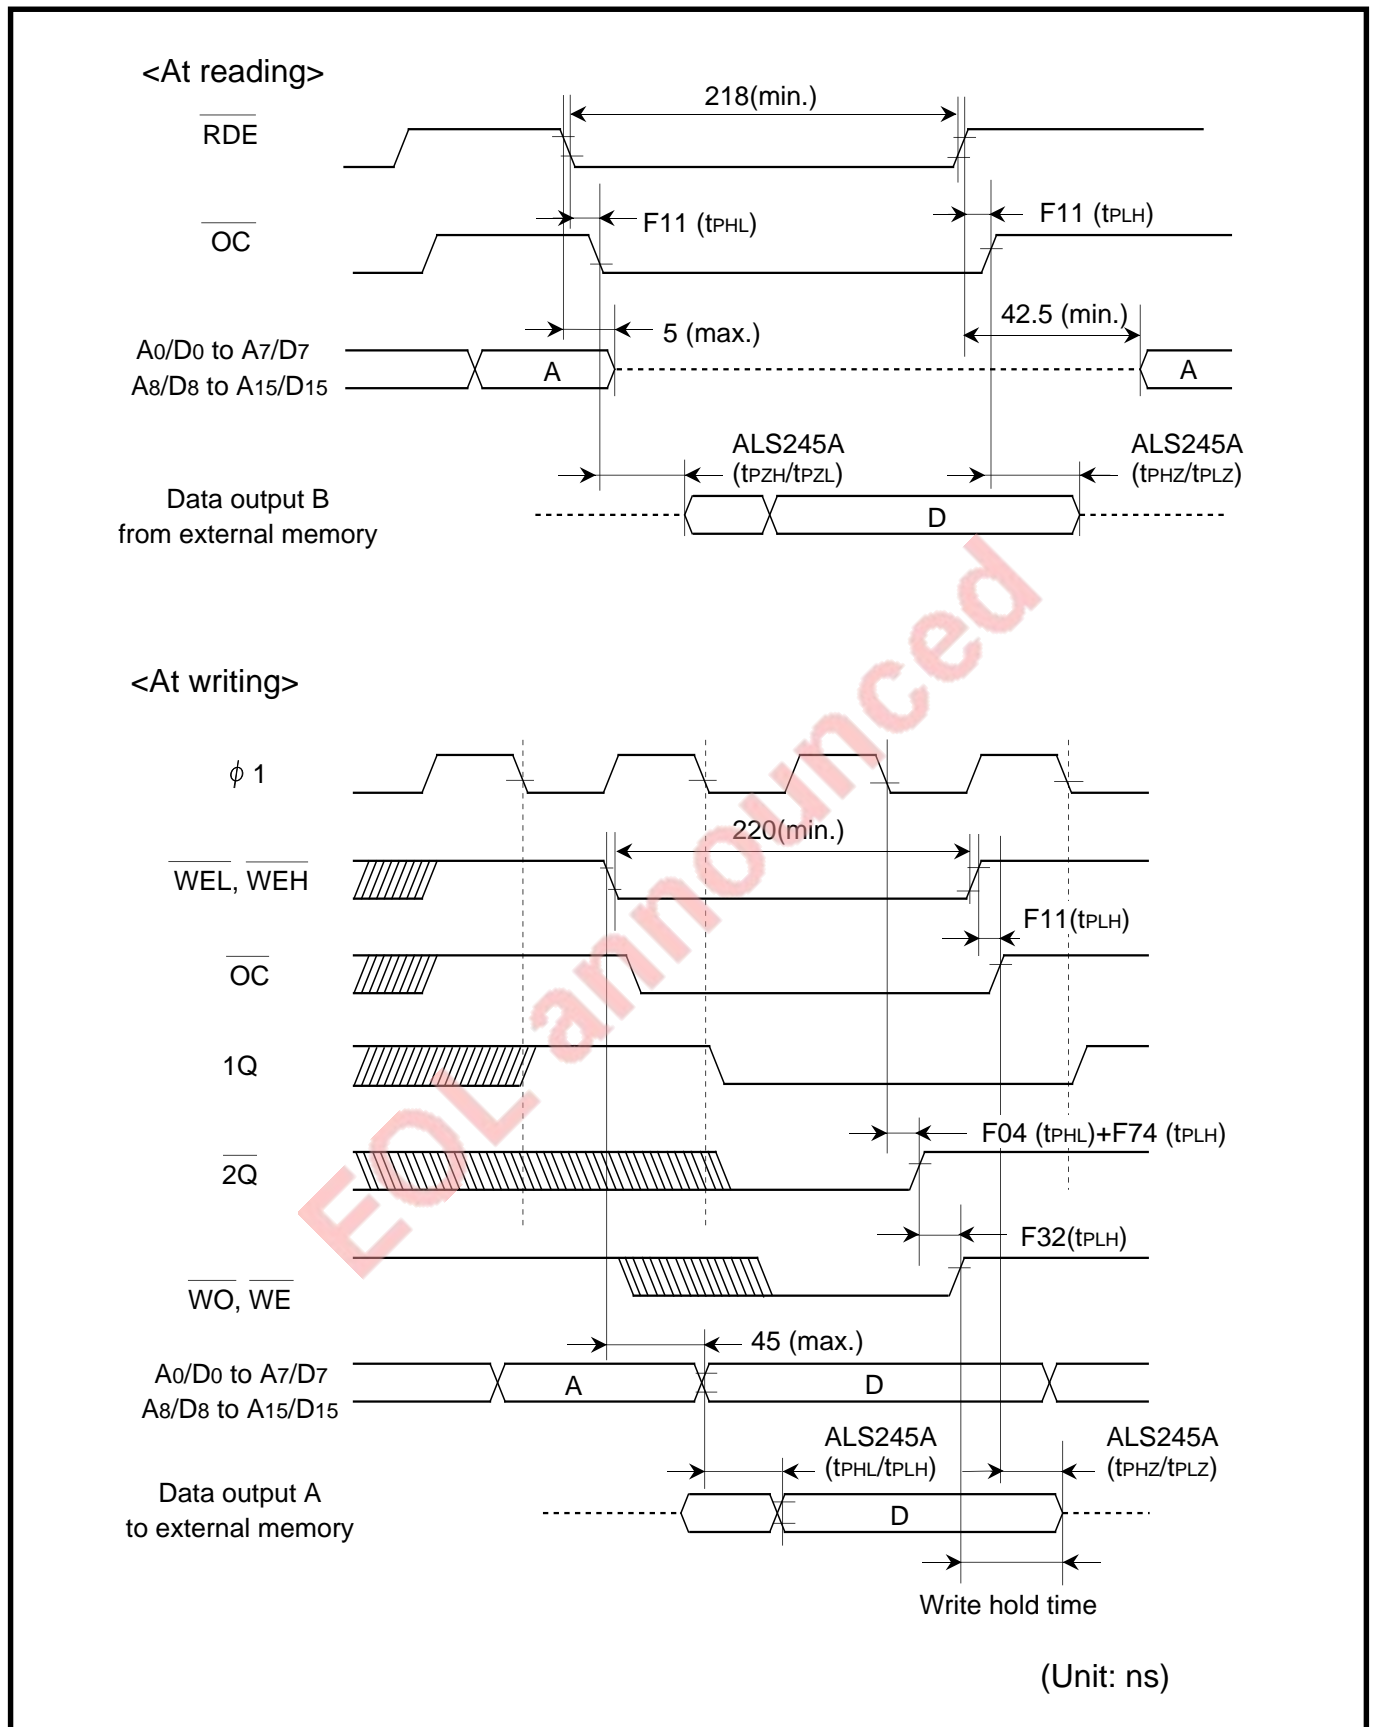 <At reading>
218(min.)
RDE
F11 (tPHL)
F11 (tPLH)
OC
5 (max.)
42.5 (min.)
A0/D0 to A7/D7
A8/D8 to A15/D15
A
A
ALS245A
(tPZH/tPZL)
ALS245A
(tPHZ/tPLZ)
Data output B
from external memory
D
<At writing>
ϕ 1
220(min.)
WEL, WEH
F11(tPLH)
OC
1Q
F04 (tPHL)+F74 (tPLH)
2Q
F32(tPLH)
WO, WE
45 (max.)
A0/D0 to A7/D7
A8/D8 to A15/D15
A
D
ALS245A
(tPHL/tPLH)
ALS245A
(tPHZ/tPLZ)
Data output A
to external memory
D
Write hold time
(Unit: ns)
EOL announced